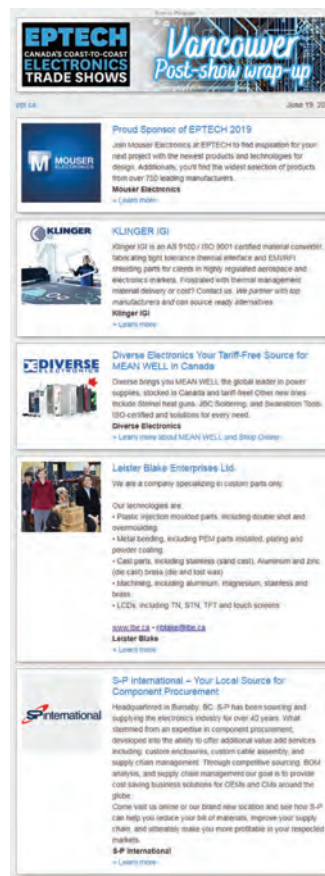 EPTECH
CANADA'S COAST-TO-COAST
ELECTRONICS
TRADE SHOWS
Vancouver
Post-show wrap-up
ept.ca
June 19, 20
MOUSER
ELECTRONICS
Proud Sponsor of EPTECH 2019
Join Mouser Electronics at EPTECH to find inspiration for your
next project with the newest products and technologies for
design. Additionally, you'll find the widest selection of products
from over 750 leading manufacturers.
Mouser Electronics
» Learn more
KLINGER
IGI
KLINGER IGI
Klinger IGI is an AS 9100 / ISO 9001 certified material converter,
fabricating tight tolerance thermal interface and EMI/RFI
shielding parts for clients in highly regulated aerospace and
electronics markets. Frustrated with thermal management
material delivery or cost? Contact us. We partner with top
manufacturers and can source ready alternatives.
Klinger IGI
» Learn more
DIVERSE
ELECTRONICS
Diverse Electronics Your Tariff-Free Source for
MEAN WELL in Canada
Diverse brings you MEAN WELL the global leader in power
supplies, stocked in Canada and tariff-free! Other new lines
include Steinel heat guns, JBC Soldering, and Swanstrom Tools.
ISO-certified and solutions for every need.
Diverse Electronics
» Learn more about MEAN WELL and Shop Online
Leister Blake Enterprises Ltd.
We are a company specializing in custom parts only.
Our technologies are:
• Plastic injection moulded parts, including double shot and
overmoulding
• Metal bending, including PEM parts installed, plating and
powder coating
• Cast parts, including stainless (sand cast), Aluminum and zinc
(die cast) brass (die and lost wax)
• Machining, including aluminum, magnesium, stainless and
brass
• LCDs, including TN, STN, TFT and touch screens
www.lbe.ca • rjblake@lbe.ca
Leister Blake
» Learn more
S-P international
S-P International – Your Local Source for
Component Procurement
Headquartered in Burnaby, BC, S-P has been sourcing and
supplying the electronics industry for over 40 years. What
stemmed from an expertise in component procurement,
developed into the ability to offer additional value add services
including: custom enclosures, custom cable assembly, and
supply chain management. Through competitive sourcing, BOM
analysis, and supply chain management our goal is to provide
cost saving business solutions for OEMs and CMs around the
globe.
Come visit us online or our brand new location and see how S-P
can help you reduce your bill of materials, improve your supply
chain, and ultimately make you more profitable in your respected
markets.
S-P International
» Learn more